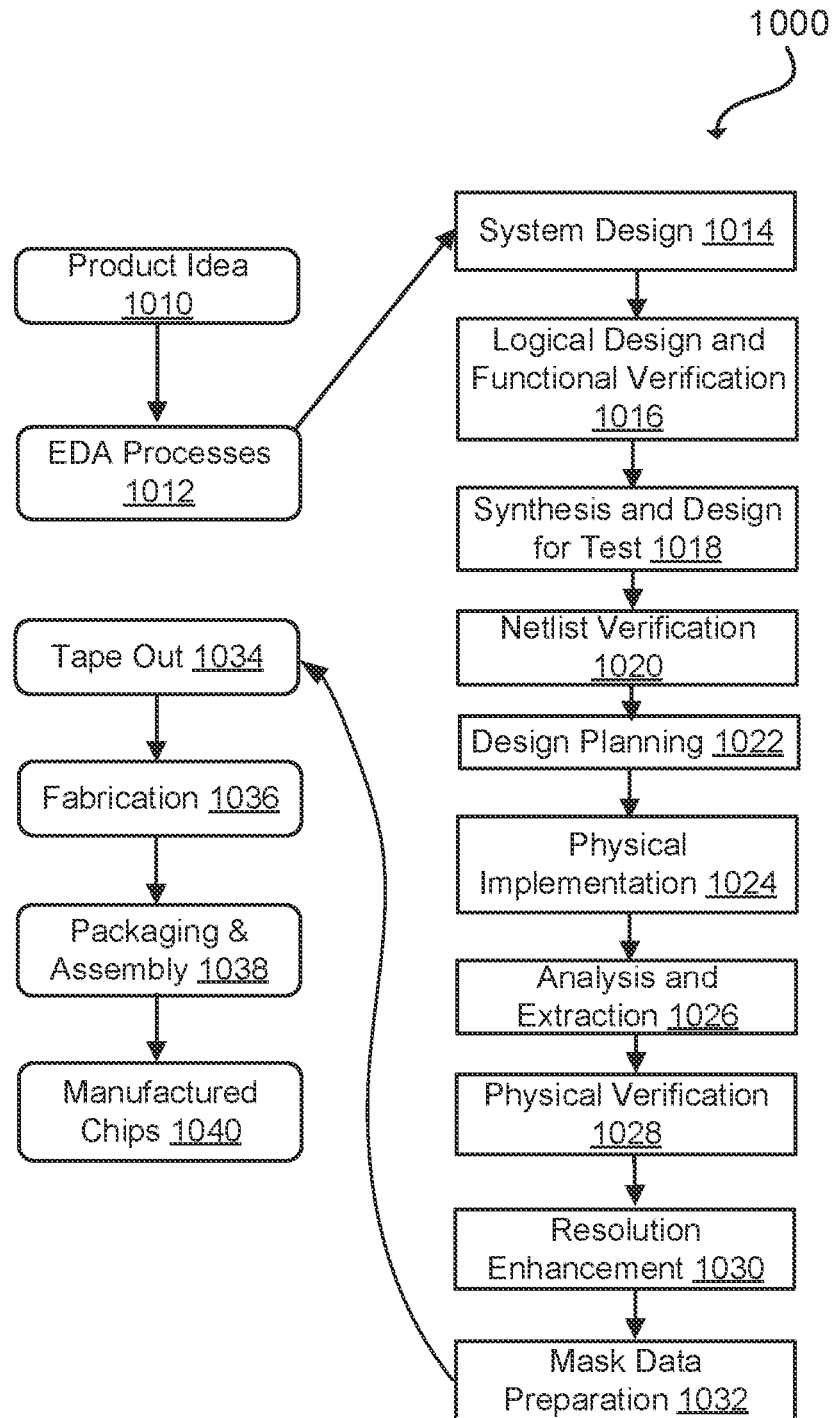 1000
Product Idea
1010
EDA Processes
1012
System Design 1014
Logical Design and
Functional Verification
1016
Synthesis and Design
for Test 1018
Netlist Verification
1020
Design Planning 1022
Physical
Implementation 1024
Analysis and
Extraction 1026
Physical Verification
1028
Resolution
Enhancement 1030
Mask Data
Preparation 1032
Tape Out 1034
Fabrication 1036
Packaging &
Assembly 1038
Manufactured
Chips 1040